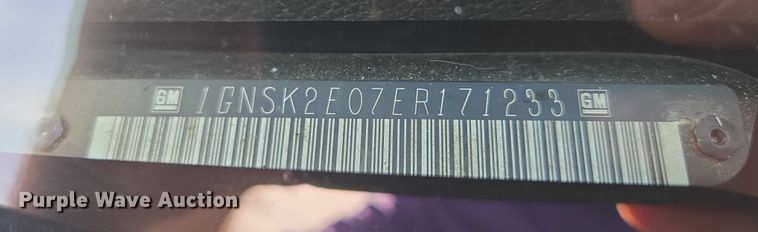 GM 1GNSK2E07ER171233 GM
Purple Wave Auction